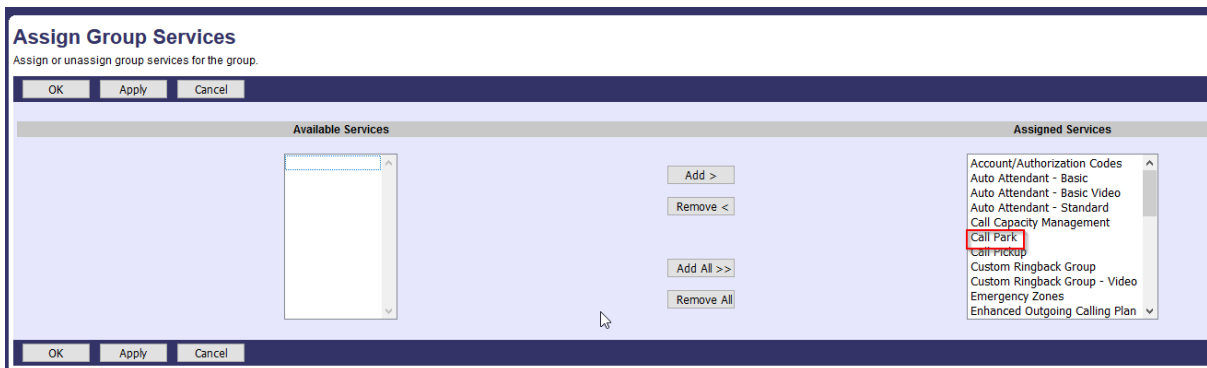 Assign Group Services
Assign or unassign group services for the group.
OK Apply Cancel
Available Services
Assigned Services
Add >
Remove <
Add All >>
Remove All
Account/Authorization Codes
Auto Attendant - Basic
Auto Attendant - Basic Video
Auto Attendant - Standard
Call Capacity Management
Call Park
Call Pickup
Custom Ringback Group
Custom Ringback Group - Video
Emergency Zones
Enhanced Outgoing Calling Plan
OK Apply Cancel